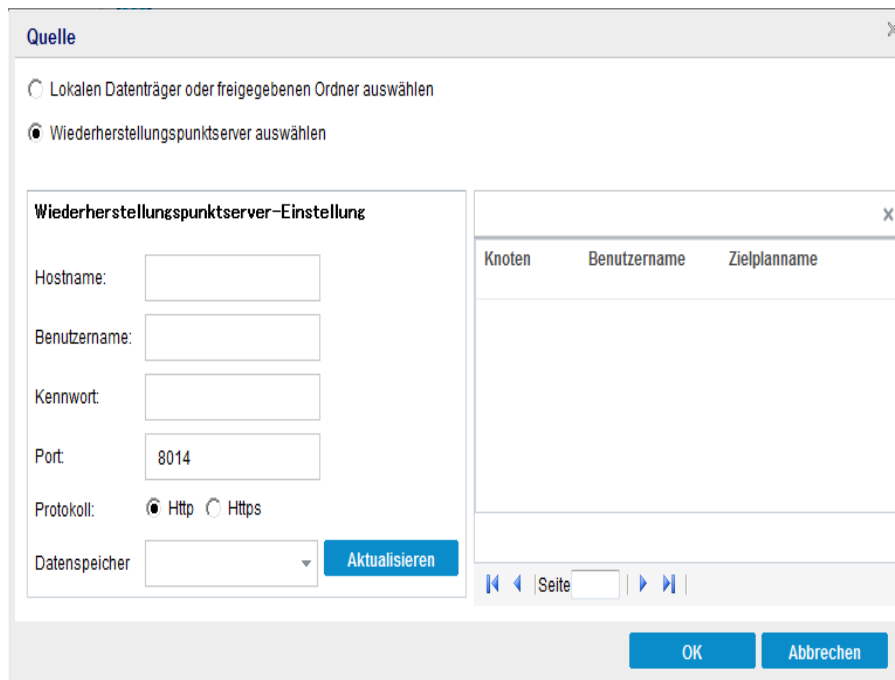 Quelle
Lokalen Datenträger oder freigegebenen Ordner auswählen
Wiederherstellungspunktserver auswählen
Wiederherstellungspunktserver-Einstellung
Hostname:
Benutzername:
Kennwort:
Port: 8014
Protokoll: Http Https
Datenspeicher Aktualisieren
Knoten Benutzername Zielplanname
Seite
OK Abbrechen